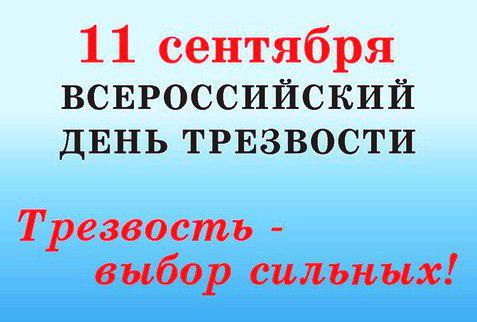 11 сентября
ВСЕРОССИЙСКИЙ
ДЕНЬ ТРЕЗВОСТИ
Трезвость -
выбор сильных!